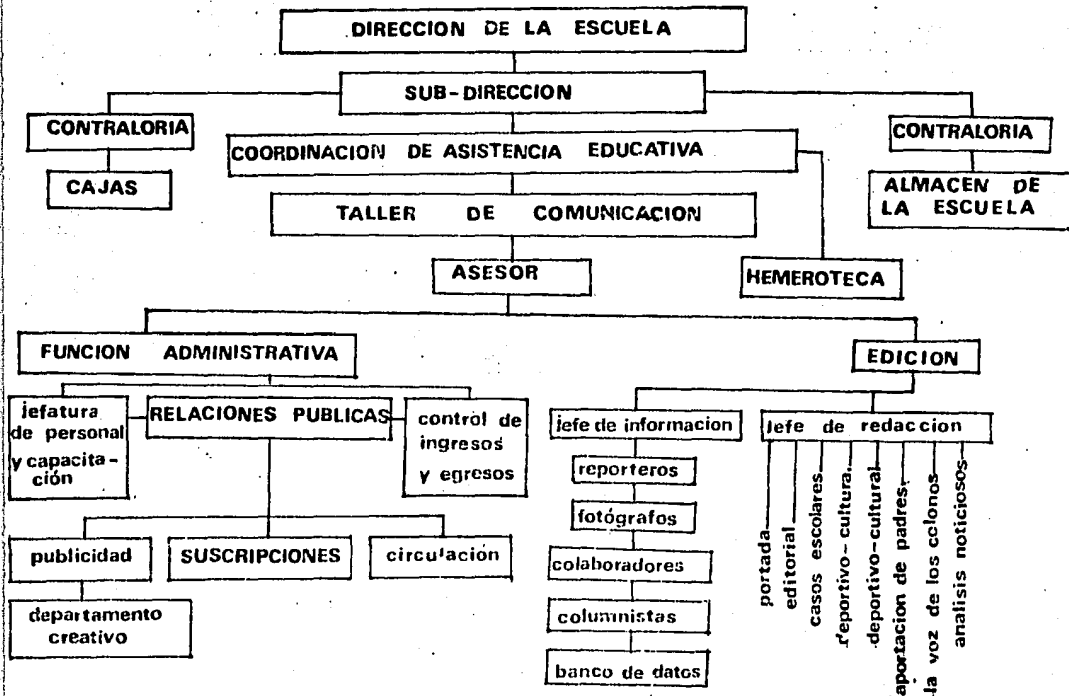 DIRECCION DE LA ESCUELA
SUB-DIRECCION
CONTRALORIA
CONTRALORIA
COORDINACION DE ASISTENCIA EDUCATIVA
CAJAS
ALMACEN DE
LA ESCUELA
TALLER DE COMUNICACION
ASESOR
HEMEROTECA
FUNCION ADMINISTRATIVA
EDICION
jefatura
de personal
y capacita-
ción
RELACIONES PUBLICAS
control de
ingresos
y egresos
jefe de informacion
Jefe de redaccion
reporteros
fotógrafos
colaboradores
columnistas
banco de datos
portada
editorial
casos escolares
reportivo-cultura
deportivo-cultural
aportacion de padres
la voz de los colonos
analisis noticiosos
publicidad
SUSCRIPCIONES
circulación
departamento
creativo